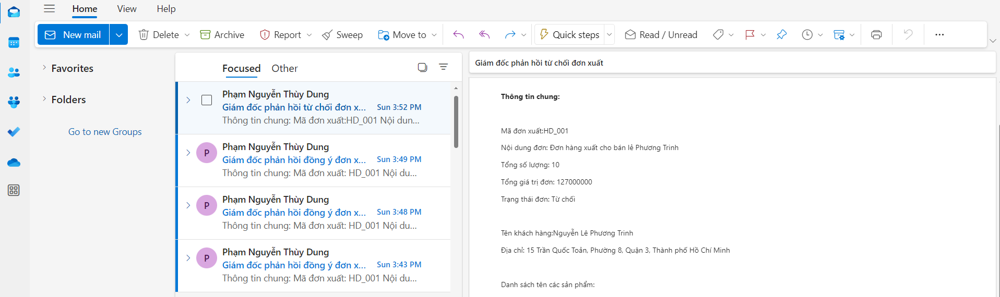 Home View Help
New mail Delete Archive Report Sweep Move to Quick steps Read / Unread ...
Favorites
Folders
Go to new Groups
Focused Other
Phạm Nguyễn Thùy Dung
Giám đốc phản hồi từ chối đơn x... Sun 3:52 PM
Thông tin chung: Mã đơn xuất:HD_001 Nội dun...
P
Phạm Nguyễn Thùy Dung
Giám đốc phản hồi đồng ý đơn x... Sun 3:49 PM
Thông tin chung: Mã đơn xuất: HD_001 Nội du...
P
Phạm Nguyễn Thùy Dung
Giám đốc phản hồi đồng ý đơn x... Sun 3:48 PM
Thông tin chung: Mã đơn xuất: HD_001 Nội du...
P
Phạm Nguyễn Thùy Dung
Giám đốc phản hồi đồng ý đơn x... Sun 3:43 PM
Thông tin chung: Mã đơn xuất: HD_001 Nội du...
Giám đốc phản hồi từ chối đơn xuất
Thông tin chung:
Mã đơn xuất:HD_001
Nội dung đơn: Đơn hàng xuất cho bán lẻ Phương Trinh
Tổng số lượng: 10
Tổng giá trị đơn: 127000000
Trạng thái đơn: Từ chối
Tên khách hàng:Nguyễn Lê Phương Trinh
Địa chỉ: 15 Trần Quốc Toản, Phường 8, Quận 3, Thành phố Hồ Chí Minh
Danh sách tên các sản phẩm: